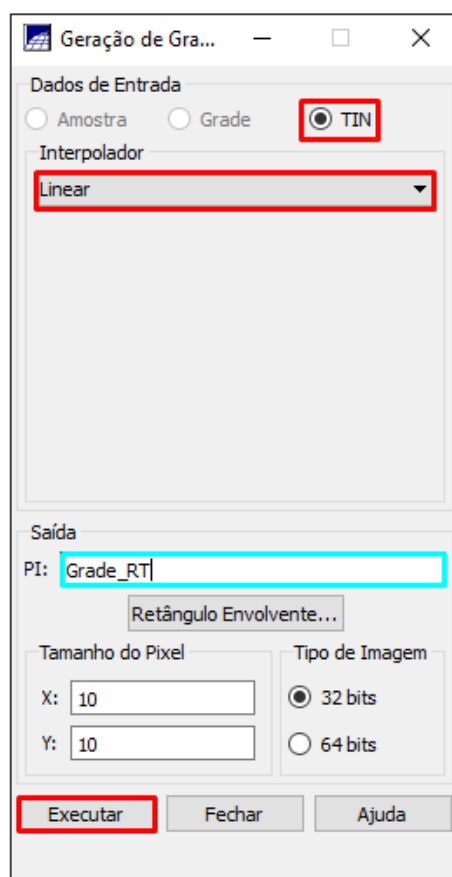 Geração de Gra...
Dados de Entrada
Amostra Grade TIN
Interpolador
Linear
Saída
PI: Grade_RT
Retângulo Envolvente...
Tamanho do Pixel Tipo de Imagem
X: 10 32 bits
Y: 10 64 bits
Executar Fechar Ajuda